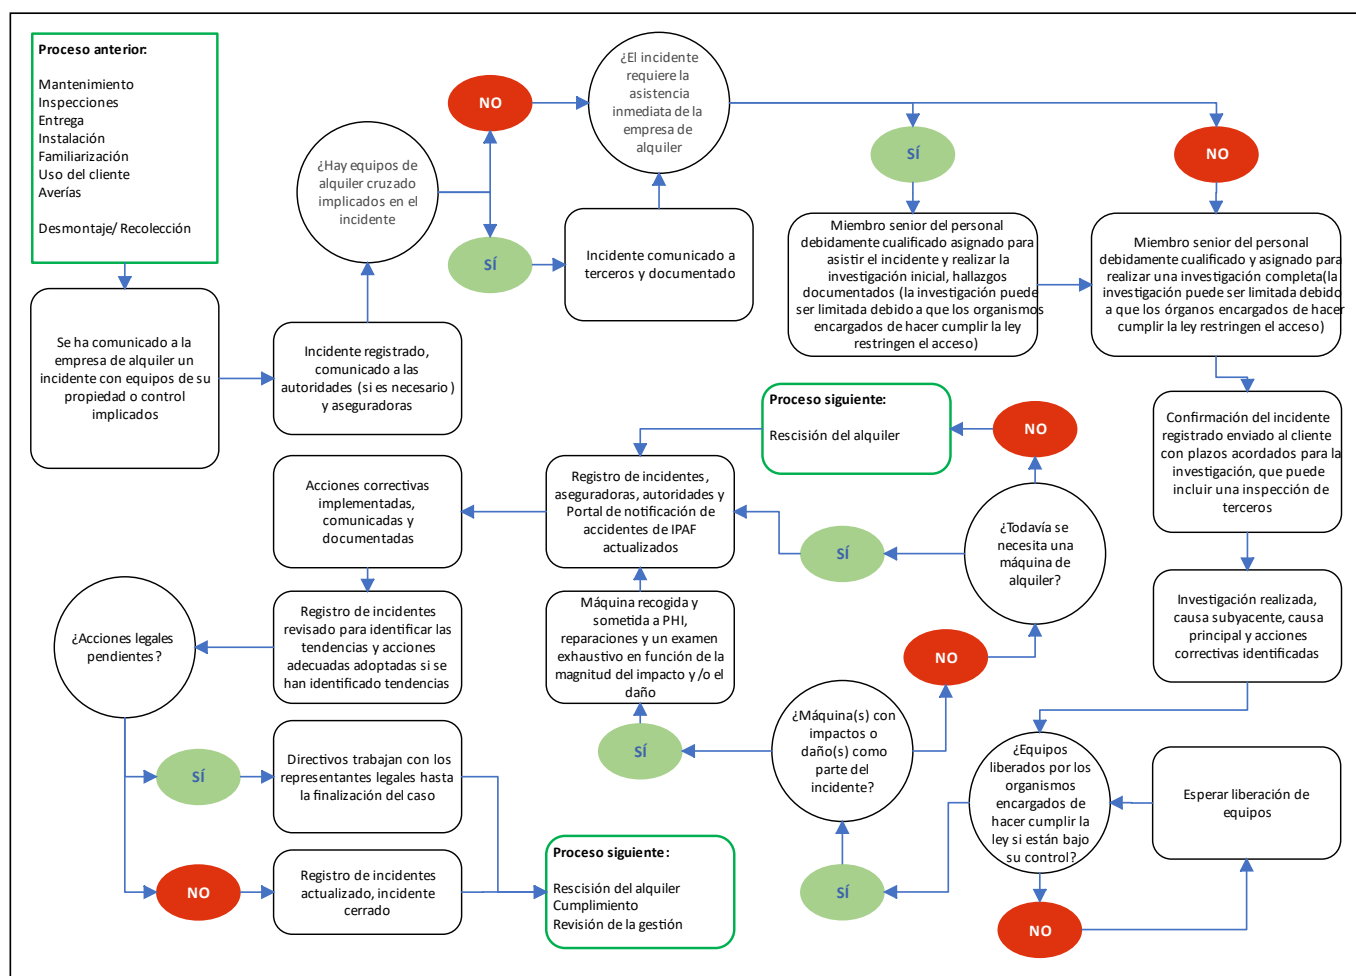 Proceso anterior:
Mantenimiento
Inspecciones
Entrega
Instalación
Familiarización
Uso del cliente
Averías
Desmontaje/ Recolección
Se ha comunicado a la
empresa de alquiler un
incidente con equipos de su
propiedad o control
implicados
Incidente registrado,
comunicado a las
autoridades (si es necesario )
y aseguradoras
¿Hay equipos de
alquiler cruzado
implicados en el
incidente
NO
SÍ
Incidente comunicado a
terceros y documentado
¿El incidente
requiere la
asistencia
inmediata de la
empresa de
alquiler
SÍ
NO
Miembro senior del personal
debidamente cualificado asignado para
asistir el incidente y realizar la
investigación inicial, hallazgos
documentados (la investigación puede
ser limitada debido a que los organismos
encargados de hacer cumplir la ley
restringen el acceso)
Miembro senior del personal
debidamente cualificado y asignado para
realizar una investigación completa(la
investigación puede ser limitada debido
a que los órganos encargados de hacer
cumplir la ley restringen el acceso)
Confirmación del incidente
registrado enviado al cliente
con plazos acordados para la
investigación, que puede
incluir una inspección de
terceros
Investigación realizada,
causa subyacente, causa
principal y acciones
correctivas identificadas
¿Equipos
liberados por los
organismos
encargados de
hacer cumplir la
ley si están bajo
su control?
Esperar liberación de
equipos
NO
SÍ
¿Máquina(s) con
impactos o
daño(s) como
parte del
incidente?
NO
SÍ
¿Todavía se
necesita una
máquina de
alquiler?
NO
SÍ
Proceso siguiente:
Rescisión del alquiler
Máquina recogida y
sometida a PHI,
reparaciones y un examen
exhaustivo en función de la
magnitud del impacto y /o el
daño
Registro de incidentes,
aseguradoras, autoridades y
Portal de notificación de
accidentes de IPAF
actualizados
Acciones correctivas
implementadas,
comunicadas y
documentadas
Registro de incidentes
revisado para identificar las
tendencias y acciones
adecuadas adoptadas si se
han identificado tendencias
¿Acciones legales
pendientes ?
SÍ
Directivos trabajan con los
representantes legales hasta
la finalización del caso
NO
Registro de incidentes
actualizado, incidente
cerrado
Proceso siguiente :
Rescisión del alquiler
Cumplimiento
Revisión de la gestión